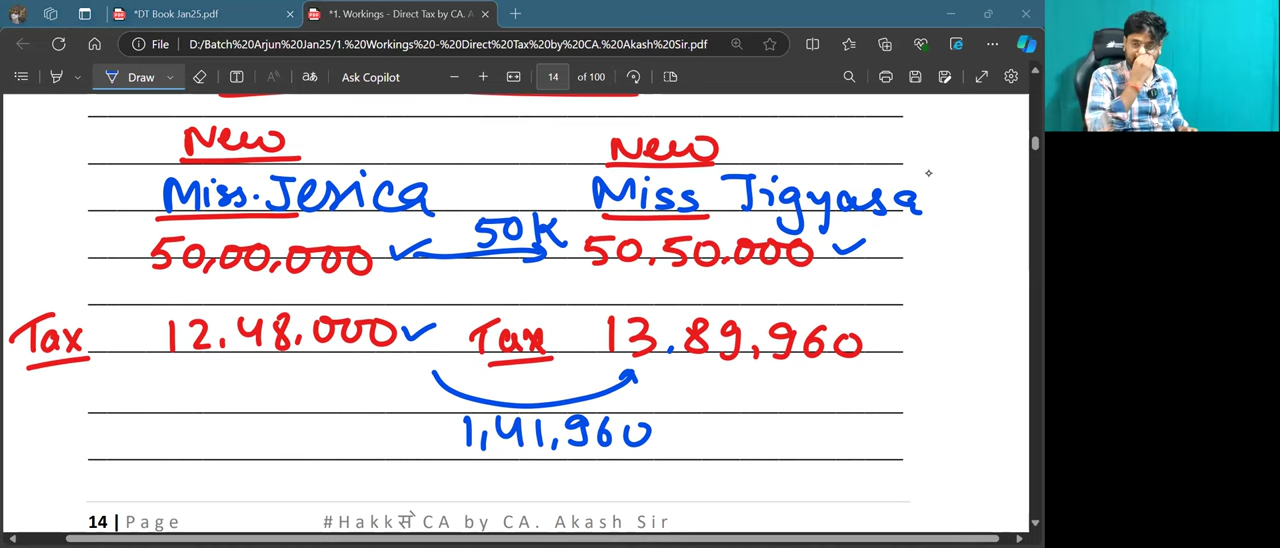 *DT Book Jan25.pdf
*1. Workings - Direct Tax by CA. A
File
D:/Batch%20Arjun%20Jan25/1.%20Workings%20-%20Direct%20Tax%20by%20CA.%20Akash%20Sir.pdf
Draw
aあ
Ask Copilot
14 of 100
New New
Miss.Jesica Miss Jigyasa
50,00,000 50K 50.50.000
Tax 12.48.000 Tax 13.89,960
1,41,960
14 | Page #Hakkसे CA by CA. Akash Sir